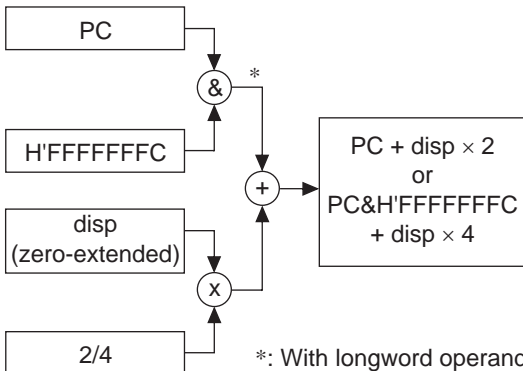 PC
&
*
H'FFFFFFFC
+
PC + disp × 2
or
PC&H'FFFFFFFC
+ disp × 4
disp
(zero-extended)
x
2/4
*: With longword operand